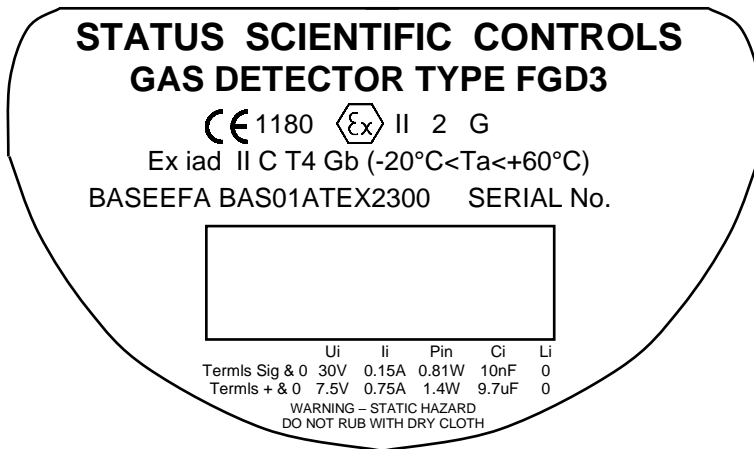 STATUS SCIENTIFIC CONTROLS
GAS DETECTOR TYPE FGD3
CE 1180 Ex II 2 G
Ex iad II C T4 Gb (-20°C<Ta<+60°C)
BASEEFA BAS01ATEX2300 SERIAL No.
Ui Ii Pin Ci Li
Termls Sig & 0 30V 0.15A 0.81W 10nF 0
Termls + & 0 7.5V 0.75A 1.4W 9.7uF 0
WARNING – STATIC HAZARD
DO NOT RUB WITH DRY CLOTH